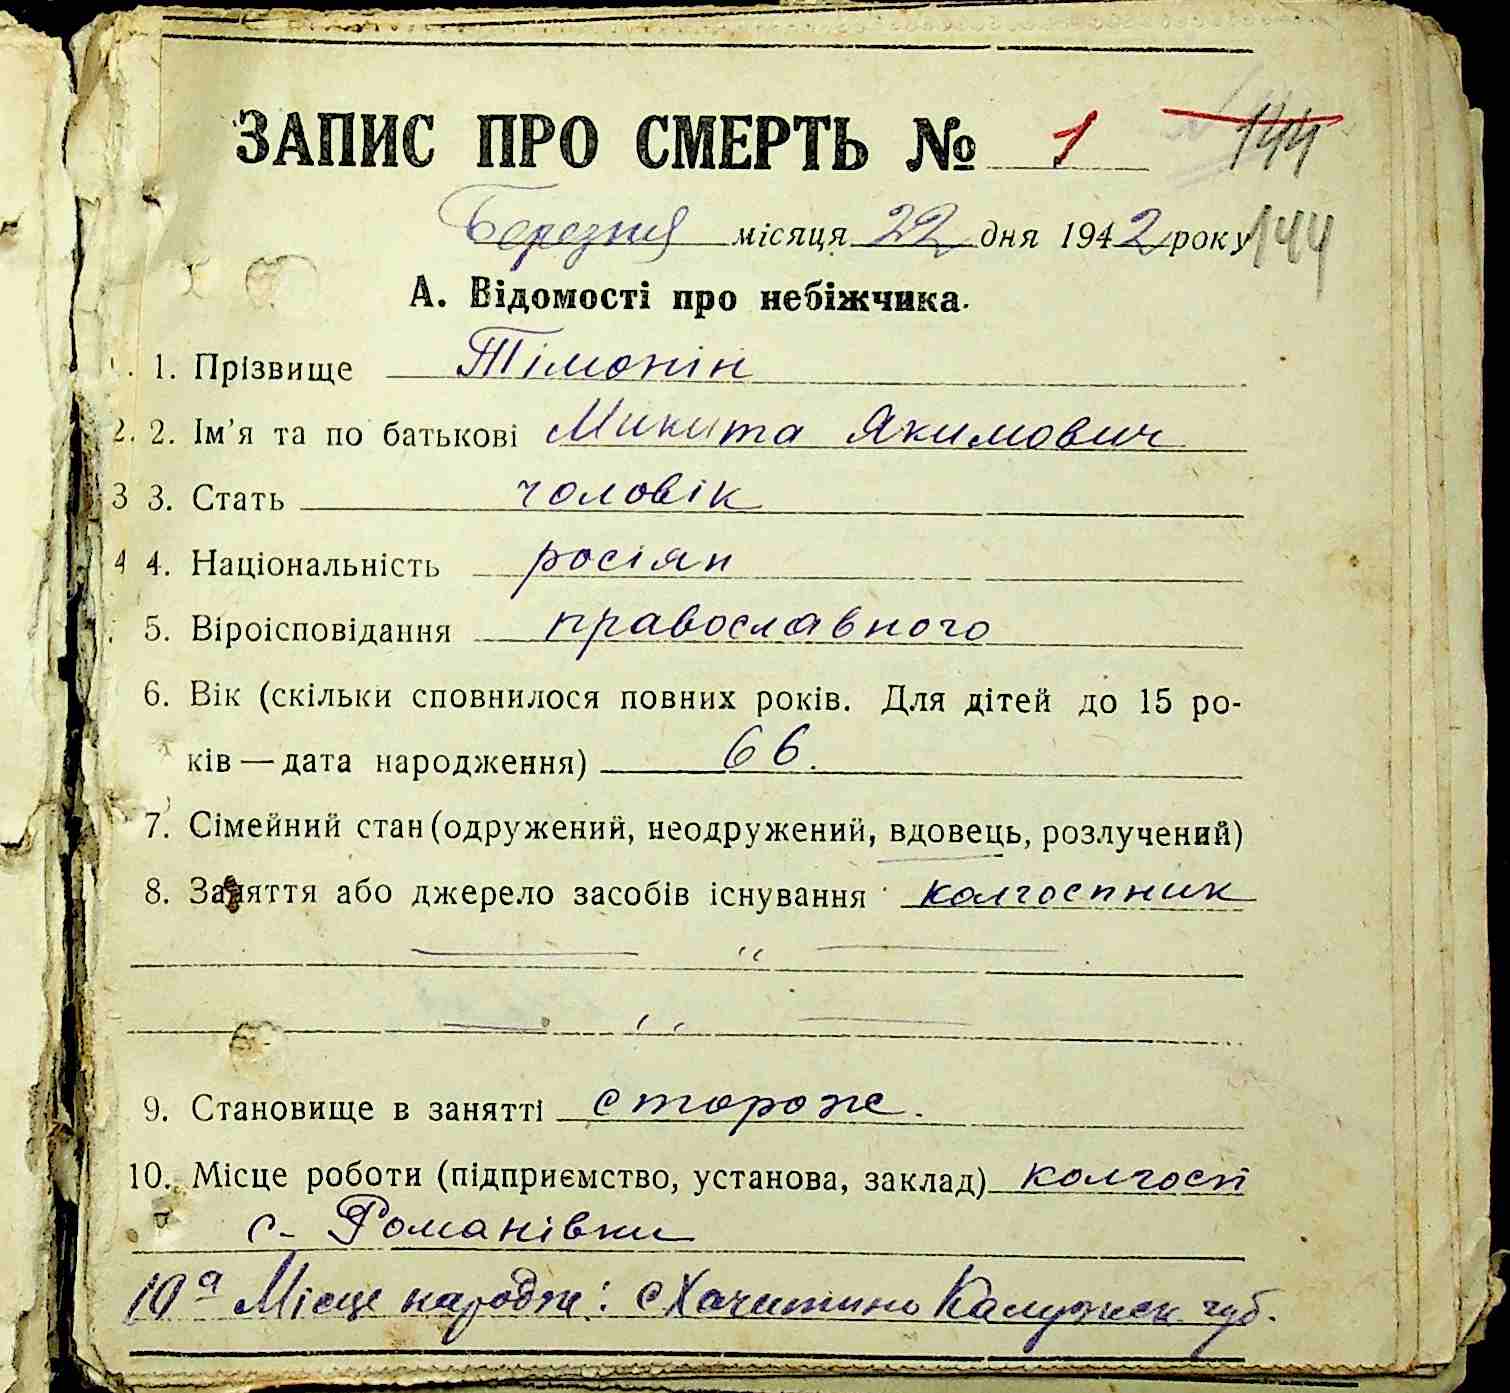 ЗАПИС ПРО СМЕРТЬ № 1 144
Березня місяця 22 дня 1942 року 144
А. Відомості про небіжчика.
1. Прізвище Тімонін
2. 2. Ім'я та по батькові Микита Якимович
3 3. Стать чоловік
4 4. Національність росіян
5. Віроісповідання православного
6. Вік (скільки сповнилося повних років. Для дітей до 15 ро-
ків — дата народження) 66.
7. Сімейний стан (одружений, неодружений, вдовець, розлучений)
8. Заняття або джерело засобів існування колгоспник
— " —
— " —
9. Становище в занятті сторож.
10. Місце роботи (підприємство, установа, заклад) колгосп
с. Романівки
10а Місце народж: с Калужск. губ.